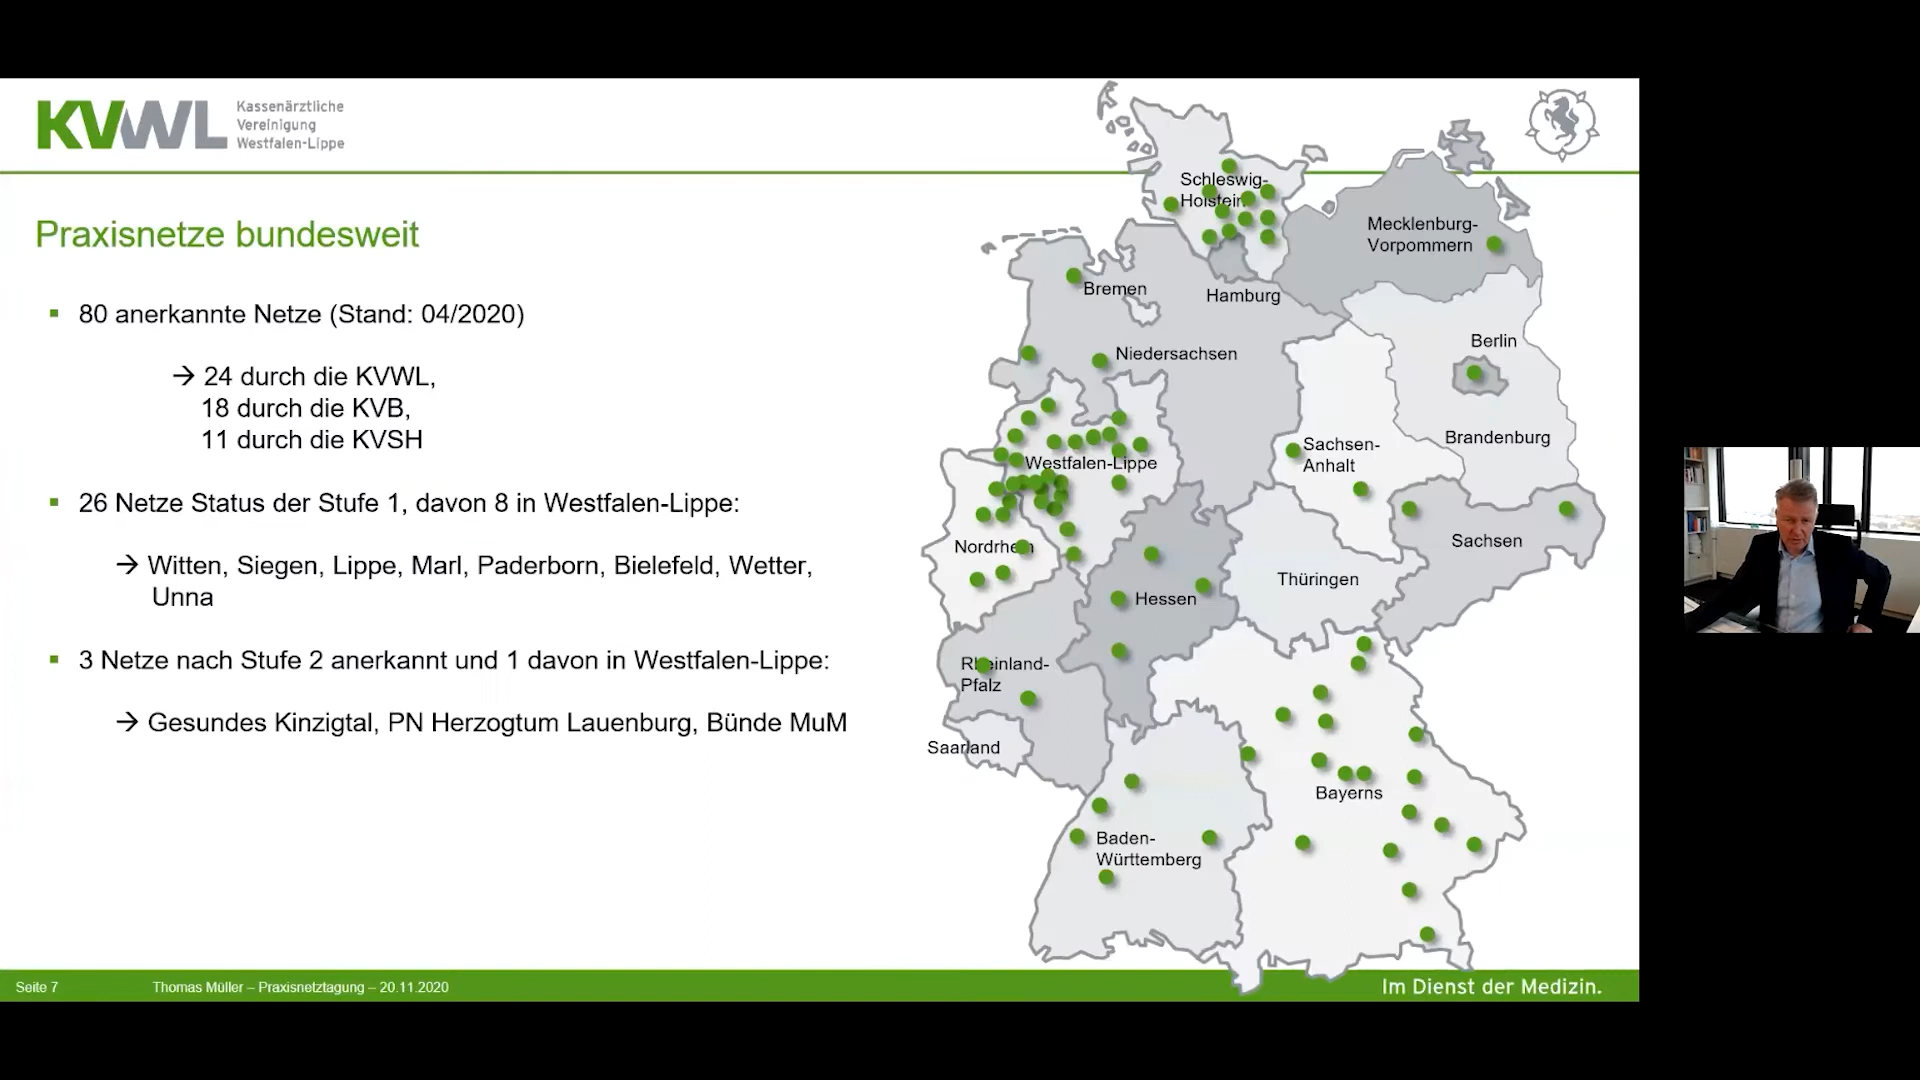 KVWL
Kassenärztliche
Vereinigung
Westfalen-Lippe
Praxisnetze bundesweit
▪ 80 anerkannte Netze (Stand: 04/2020)
→ 24 durch die KVWL,
18 durch die KVB,
11 durch die KVSH
▪ 26 Netze Status der Stufe 1, davon 8 in Westfalen-Lippe:
→ Witten, Siegen, Lippe, Marl, Paderborn, Bielefeld, Wetter,
Unna
▪ 3 Netze nach Stufe 2 anerkannt und 1 davon in Westfalen-Lippe:
→ Gesundes Kinzigtal, PN Herzogtum Lauenburg, Bünde MuM
Schleswig-
Holstein
Mecklenburg-
Vorpommern
Bremen
Hamburg
Niedersachsen
Berlin
Brandenburg
Sachsen-
Anhalt
Westfalen-Lippe
Nordrhein
Sachsen
Thüringen
Hessen
Rheinland-
Pfalz
Saarland
Bayerns
Baden-
Württemberg
Seite 7
Thomas Müller – Praxisnetztagung – 20.11.2020
Im Dienst der Medizin.